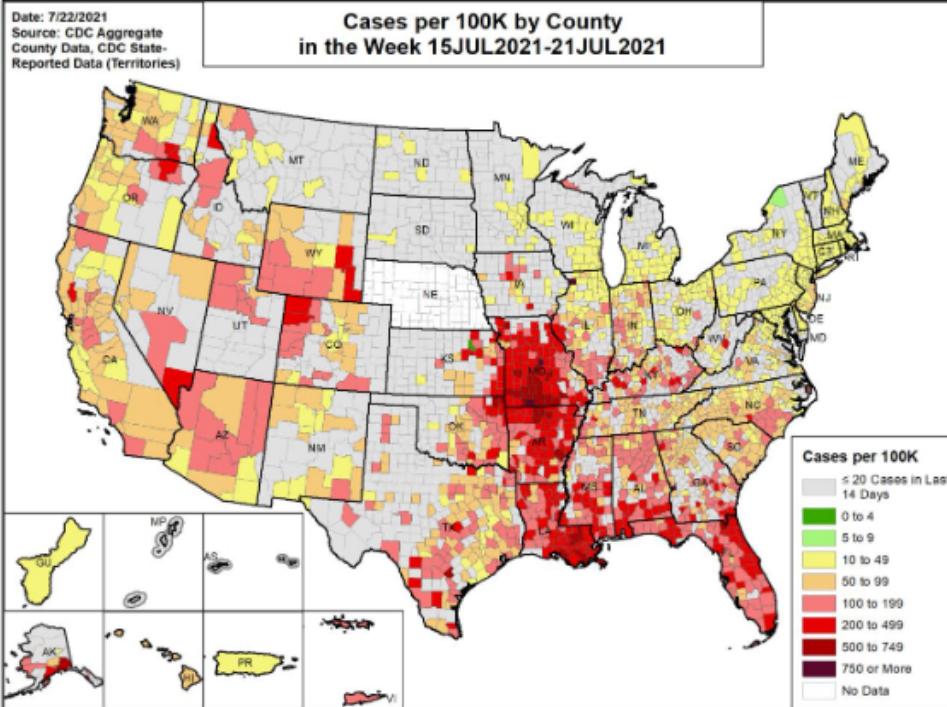 Date: 7/22/2021
Source: CDC Aggregate
County Data, CDC State-
Reported Data (Territories)
Cases per 100K by County
in the Week 15JUL2021-21JUL2021
WA
MT
ND
MN
ME
OR
ID
SD
WI
MI
NY
VT
NH
MA
CT
RI
WY
NE
IA
PA
NJ
DE
MD
NV
UT
CO
KS
MO
IL
IN
OH
WV
VA
CA
KY
AZ
NM
OK
AR
TN
NC
SC
MS
AL
GA
TX
LA
GU
MP
AS
AK
HI
PR
VI
Cases per 100K
≤ 20 Cases in Last
14 Days
0 to 4
5 to 9
10 to 49
50 to 99
100 to 199
200 to 499
500 to 749
750 or More
No Data